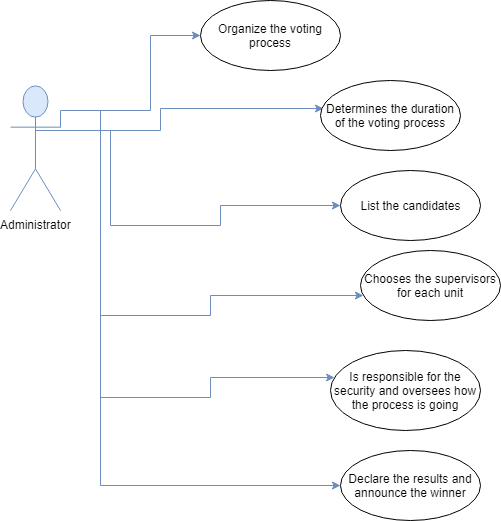 Organize the voting
process
Determines the duration
of the voting process
List the candidates
Administrator
Chooses the supervisors
for each unit
Is responsible for the
security and oversees how
the process is going
Declare the results and
announce the winner